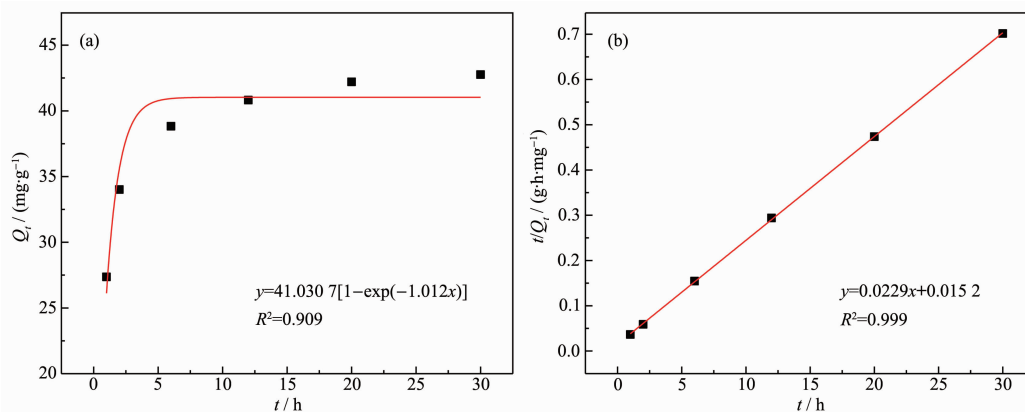 (a)
45
40
35
30
25
20
0 5 10 15 20 25 30
Qt / (mg·g−1)
t / h
y=41.030 7[1−exp(−1.012x)]
R2=0.909
(b)
0.7
0.6
0.5
0.4
0.3
0.2
0.1
0.0
0 5 10 15 20 25 30
t/Qt / (g·h·mg−1)
t / h
y=0.0229x+0.015 2
R2=0.999